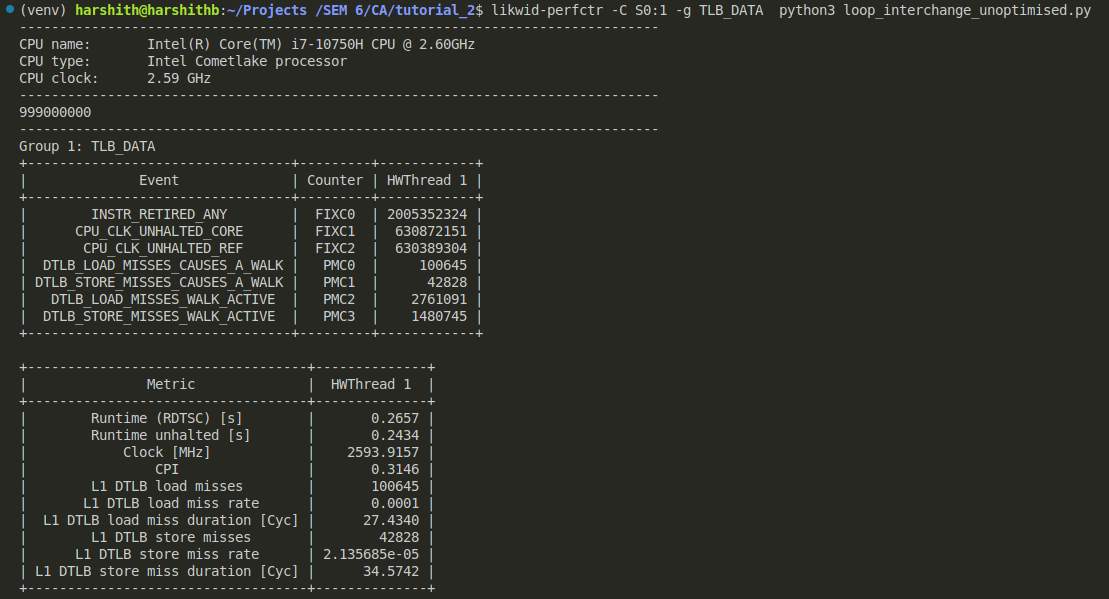 (venv) harshith@harshithb:~/Projects /SEM 6/CA/tutorial_2$ likwid-perfctr -C S0:1 -g TLB_DATA  python3 loop_interchange_unoptimised.py
--------------------------------------------------------------------------------
CPU name:       Intel(R) Core(TM) i7-10750H CPU @ 2.60GHz
CPU type:       Intel Cometlake processor
CPU clock:      2.59 GHz
--------------------------------------------------------------------------------
999000000
--------------------------------------------------------------------------------
Group 1: TLB_DATA
+---------------------------------+---------+------------+
|              Event              | Counter | HWThread 1 |
+---------------------------------+---------+------------+
|        INSTR_RETIRED_ANY        |  FIXC0  | 2005352324 |
|      CPU_CLK_UNHALTED_CORE      |  FIXC1  |  630872151 |
|       CPU_CLK_UNHALTED_REF      |  FIXC2  |  630389304 |
|  DTLB_LOAD_MISSES_CAUSES_A_WALK |   PMC0  |     100645 |
| DTLB_STORE_MISSES_CAUSES_A_WALK |   PMC1  |      42828 |
|   DTLB_LOAD_MISSES_WALK_ACTIVE  |   PMC2  |    2761091 |
|  DTLB_STORE_MISSES_WALK_ACTIVE  |   PMC3  |    1480745 |
+---------------------------------+---------+------------+

+-----------------------------------+--------------+
|               Metric              |  HWThread 1  |
+-----------------------------------+--------------+
|        Runtime (RDTSC) [s]        |       0.2657 |
|        Runtime unhalted [s]       |       0.2434 |
|            Clock [MHz]            |    2593.9157 |
|                CPI                |       0.3146 |
|        L1 DTLB load misses        |       100645 |
|       L1 DTLB load miss rate      |       0.0001 |
|  L1 DTLB load miss duration [Cyc] |      27.4340 |
|        L1 DTLB store misses       |        42828 |
|      L1 DTLB store miss rate      | 2.135685e-05 |
| L1 DTLB store miss duration [Cyc] |      34.5742 |
+-----------------------------------+--------------+